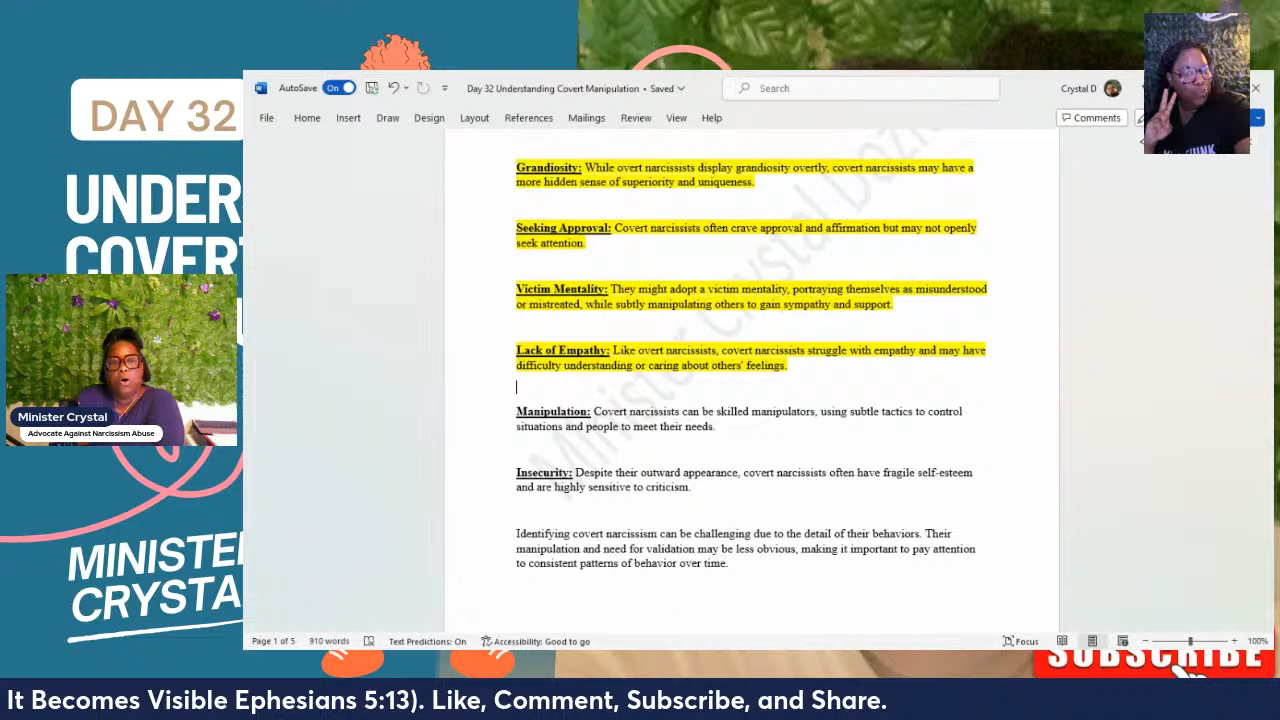 DAY 32
UNDER
COVERT
MINISTE
CRYSTA
AutoSave On Day 32 Understanding Covert Manipulation • Saved Search Crystal D
File Home Insert Draw Design Layout References Mailings Review View Help Comments
Grandiosity: While overt narcissists display grandiosity overtly, covert narcissists may have a
more hidden sense of superiority and uniqueness.
Seeking Approval: Covert narcissists often crave approval and affirmation but may not openly
seek attention.
Victim Mentality: They might adopt a victim mentality, portraying themselves as misunderstood
or mistreated, while subtly manipulating others to gain sympathy and support.
Lack of Empathy: Like overt narcissists, covert narcissists struggle with empathy and may have
difficulty understanding or caring about others' feelings.
Manipulation: Covert narcissists can be skilled manipulators, using subtle tactics to control
situations and people to meet their needs.
Insecurity: Despite their outward appearance, covert narcissists often have fragile self-esteem
and are highly sensitive to criticism.
Identifying covert narcissism can be challenging due to the detail of their behaviors. Their
manipulation and need for validation may be less obvious, making it important to pay attention
to consistent patterns of behavior over time.
Minister Crystal
Minister Crystal
Advocate Against Narcissism Abuse
Page 1 of 5 910 words Text Predictions: On Accessibility: Good to go Focus 100%
SUBSCRIBE
It Becomes Visible Ephesians 5:13). Like, Comment, Subscribe, and Share.